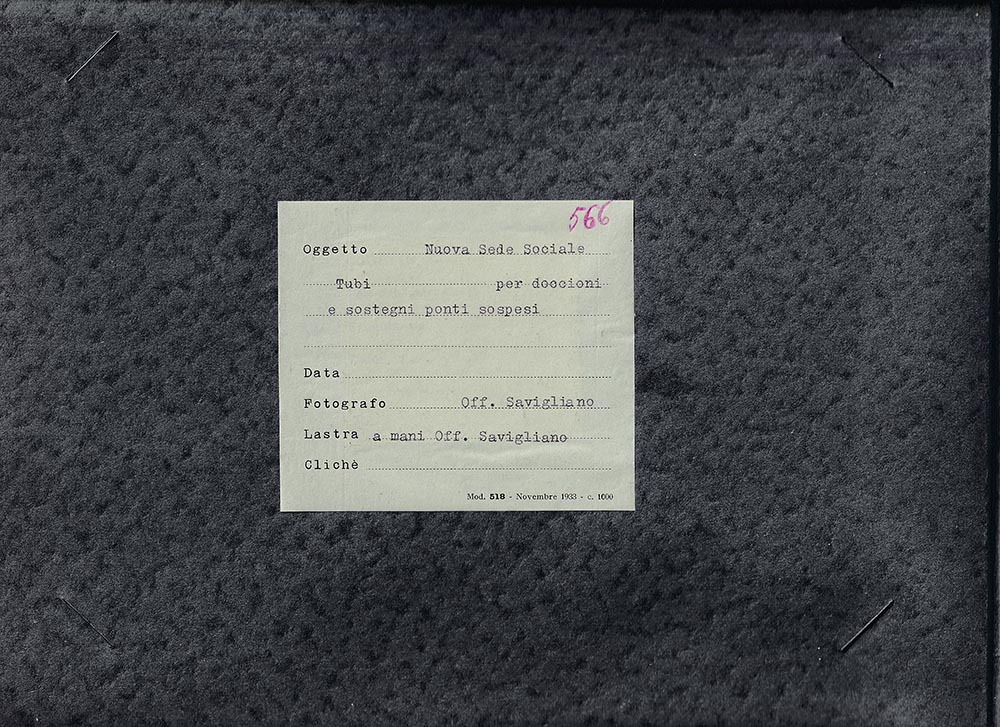 566
Oggetto Nuova Sede Sociale
Tubi per doccioni
e sostegni ponti sospesi
Data
Fotografo Off. Savigliano
Lastra a mani Off. Savigliano
Clichè
Mod. 518 - Novembre 1933 - c. 1600